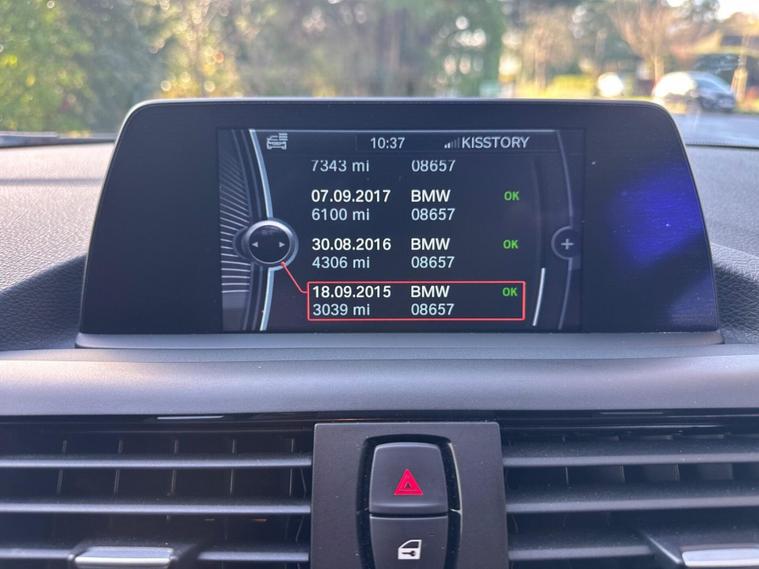 10:37 KISSTORY
7343 mi 08657
07.09.2017 BMW OK
6100 mi 08657
30.08.2016 BMW OK
4306 mi 08657
18.09.2015 BMW OK
3039 mi 08657